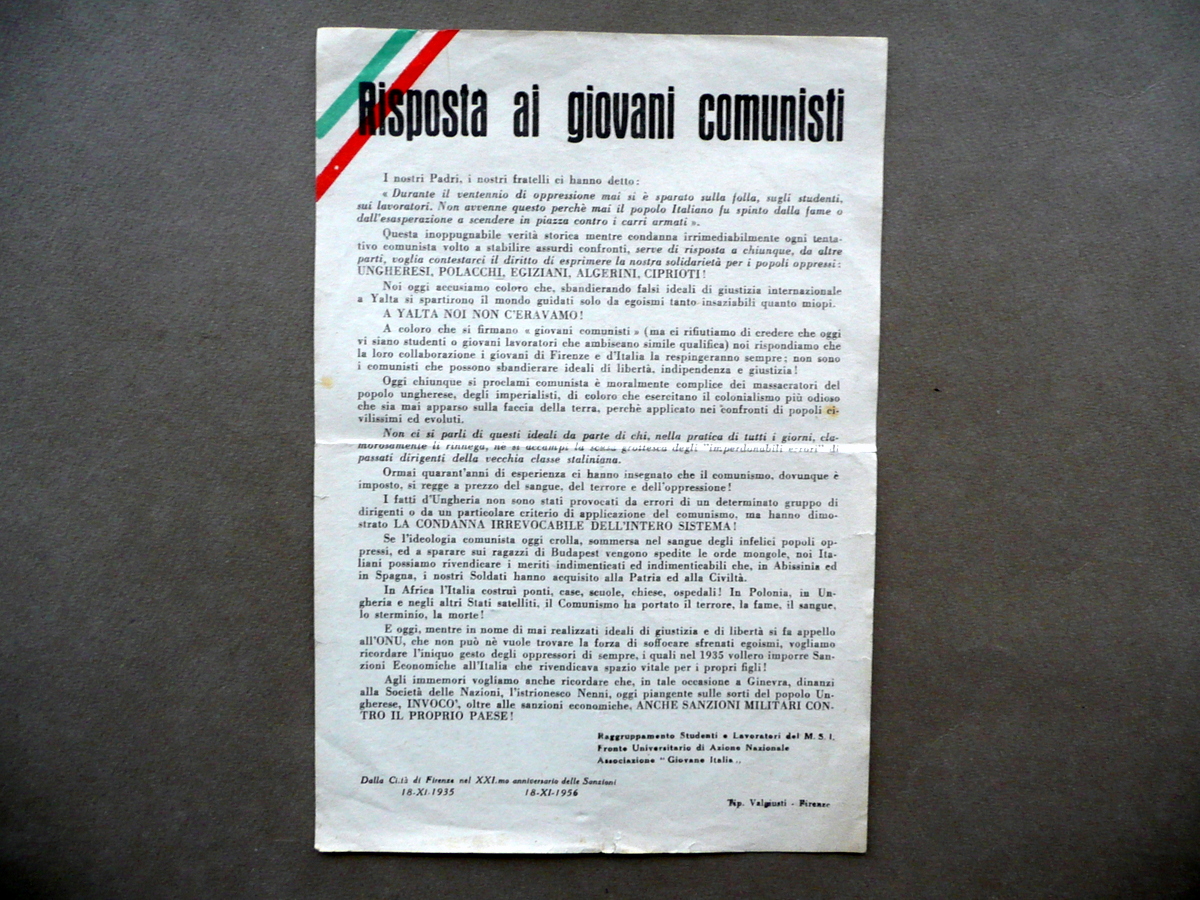 Risposta ai giovani comunisti
I nostri Padri, i nostri fratelli ci hanno detto:
« Durante il ventennio di oppressione mai si è sparato sulla folla, sugli studenti,
sui lavoratori. Non avvenne questo perchè mai il popolo Italiano fu spinto dalla fame o
dall'esasperazione a scendere in piazza contro i carri armati ».
Questa inoppugnabile verità storica mentre condanna irrimediabilmente ogni tenta-
tivo comunista volto a stabilire assurdi confronti, serve di risposta a chiunque, da altre
parti, voglia contestarci il diritto di esprimere la nostra solidarietà per i popoli oppressi:
UNGHERESI, POLACCHI, EGIZIANI, ALGERINI, CIPRIOTI!
Noi oggi accusiamo coloro che, sbandierando falsi ideali di giustizia internazionale
a Yalta si spartirono il mondo guidati solo da egoismi tanto insaziabili quanto miopi.
A YALTA NOI NON C'ERAVAMO!
A coloro che si firmano « giovani comunisti » (ma ci rifiutiamo di credere che oggi
vi siano studenti o giovani lavoratori che ambiscano simile qualifica) noi rispondiamo che
la loro collaborazione i giovani di Firenze e d'Italia la respingeranno sempre; non sono
i comunisti che possono sbandierare ideali di libertà, indipendenza e giustizia!
Oggi chiunque si proclami comunista è moralmente complice dei massacratori del
popolo ungherese, degli imperialisti, di coloro che esercitano il colonialismo più odioso
che sia mai apparso sulla faccia della terra, perchè applicato nei confronti di popoli ci-
vilissimi ed evoluti.
Non ci si parli di questi ideali da parte di chi, nella pratica di tutti i giorni, cla-
morosamente li rinnega, nè si accampi la scusa grottesca degli "imperdonabili errori" di
passati dirigenti della vecchia classe staliniana.
Ormai quarant'anni di esperienza ci hanno insegnato che il comunismo, dovunque è
imposto, si regge a prezzo del sangue, del terrore e dell'oppressione!
I fatti d'Ungheria non sono stati provocati da errori di un determinato gruppo di
dirigenti o da un particolare criterio di applicazione del comunismo, ma hanno dimo-
strato LA CONDANNA IRREVOCABILE DELL'INTERO SISTEMA!
Se l'ideologia comunista oggi crolla, sommersa nel sangue degli infelici popoli op-
pressi, ed a sparare sui ragazzi di Budapest vengono spedite le orde mongole, noi Ita-
liani possiamo rivendicare i meriti indimenticati ed indimenticabili che, in Abissinia ed
in Spagna, i nostri Soldati hanno acquisito alla Patria ed alla Civiltà.
In Africa l'Italia costruì ponti, case, scuole, chiese, ospedali! In Polonia, in Un-
gheria e negli altri Stati satelliti, il Comunismo ha portato il terrore, la fame, il sangue,
lo sterminio, la morte!
E oggi, mentre in nome di mai realizzati ideali di giustizia e di libertà si fa appello
all'ONU, che non può nè vuole trovare la forza di soffocare sfrenati egoismi, vogliamo
ricordare l'iniquo gesto degli oppressori di sempre, i quali nel 1935 vollero imporre San-
zioni Economiche all'Italia che rivendicava spazio vitale per i propri figli!
Agli immemori vogliamo anche ricordare che, in tale occasione a Ginevra, dinanzi
alla Società delle Nazioni, l'istrionesco Nenni, oggi piangente sulle sorti del popolo Un-
gherese, INVOCO', oltre alle sanzioni economiche, ANCHE SANZIONI MILITARI CON-
TRO IL PROPRIO PAESE!
Raggruppamento Studenti e Lavoratori del M. S. I.
Fronte Universitario di Azione Nazionale
Associazione "Giovane Italia„
Dalla Città di Firenze nel XXI.mo anniversario delle Sanzioni
18-XI-1935 18-XI-1956
Tip. Valgiusti - Firenze